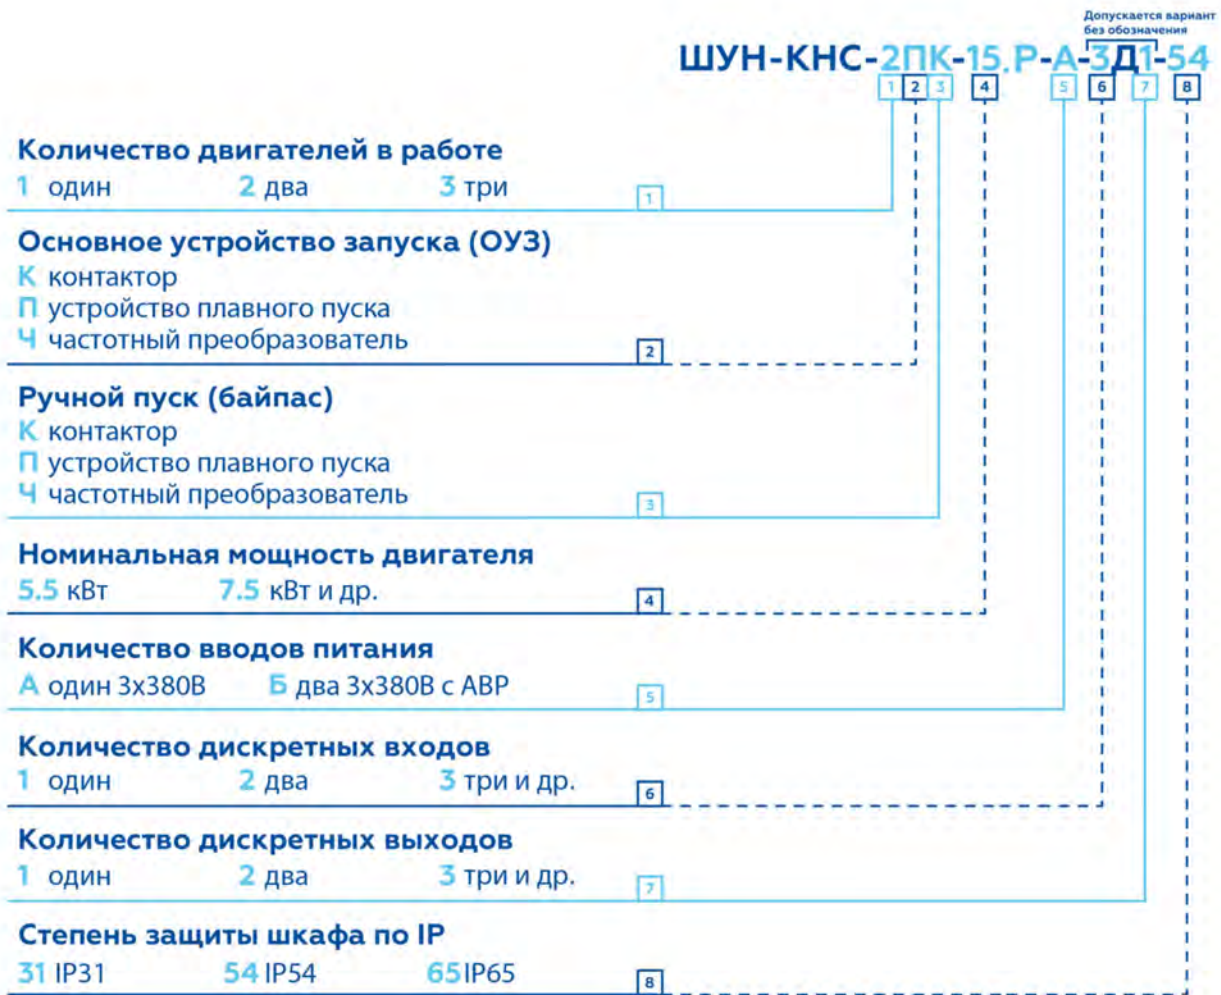 Допускается вариант
без обозначения
ШУН-КНС-2ПК-15.Р-А-3Д1-54
1 2 3 4 5 6 7 8
Количество двигателей в работе
1 один 2 два 3 три
1
Основное устройство запуска (ОУЗ)
К контактор
П устройство плавного пуска
Ч частотный преобразователь
2
Ручной пуск (байпас)
К контактор
П устройство плавного пуска
Ч частотный преобразователь
3
Номинальная мощность двигателя
5.5 кВт 7.5 кВт и др.
4
Количество вводов питания
А один 3х380В Б два 3х380В с АВР
5
Количество дискретных входов
1 один 2 два 3 три и др.
6
Количество дискретных выходов
1 один 2 два 3 три и др.
7
Степень защиты шкафа по IP
31 IP31 54 IP54 65 IP65
8